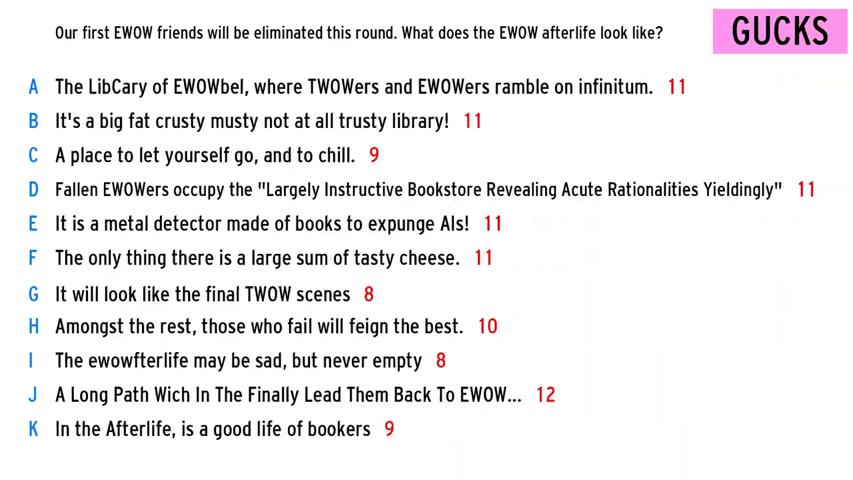 Our first EWOW friends will be eliminated this round. What does the EWOW afterlife look like?
GUCKS
A The LibCary of EWOWbel, where TWOWers and EWOWers ramble on infinitum. 11
B It's a big fat crusty musty not at all trusty library! 11
C A place to let yourself go, and to chill. 9
D Fallen EWOWers occupy the "Largely Instructive Bookstore Revealing Acute Rationalities Yieldingly" 11
E It is a metal detector made of books to expunge AIs! 11
F The only thing there is a large sum of tasty cheese. 11
G It will look like the final TWOW scenes 8
H Amongst the rest, those who fail will feign the best. 10
I The ewowfterlife may be sad, but never empty 8
J A Long Path Wich In The Finally Lead Them Back To EWOW... 12
K In the Afterlife, is a good life of bookers 9